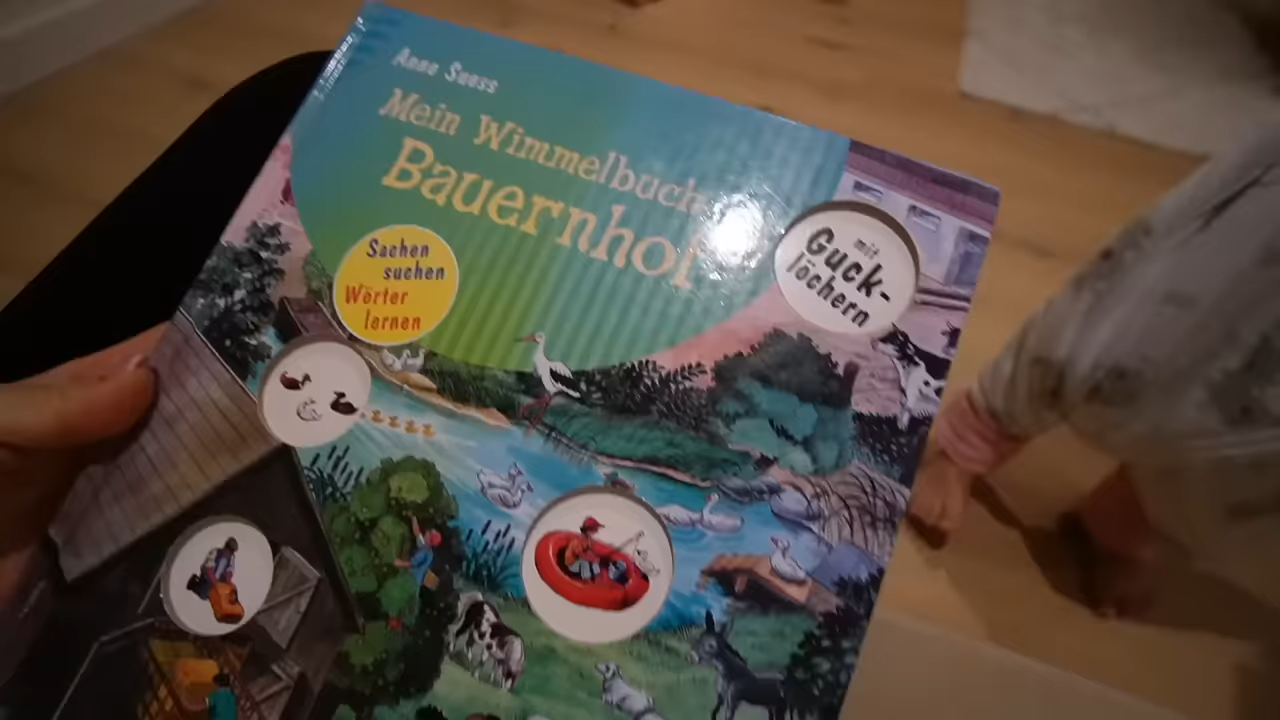 Anne Suess
Mein Wimmelbuch
Bauernhof
Sachen
suchen
Wörter
lernen
mit
Guck-
löchern